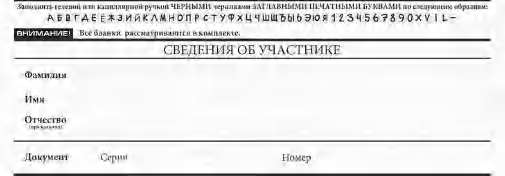 Заполнять гелевой или капиллярной ручкой ЧЕРНЫМИ чернилами ЗАГЛАВНЫМИ ПЕЧАТНЫМИ БУКВАМИ по следующим образцам:
А Б В Г Д Е Ё Ж З И Й К Л М Н О П Р С Т У Ф Х Ц Ч Ш Щ Ъ Ы Ь Э Ю Я 1 2 3 4 5 6 7 8 9 0 X V I L -
ВНИМАНИЕ! Все бланки рассматриваются в комплекте.
СВЕДЕНИЯ ОБ УЧАСТНИКЕ
Фамилия
Имя
Отчество
(при наличии)
Документ Серия Номер